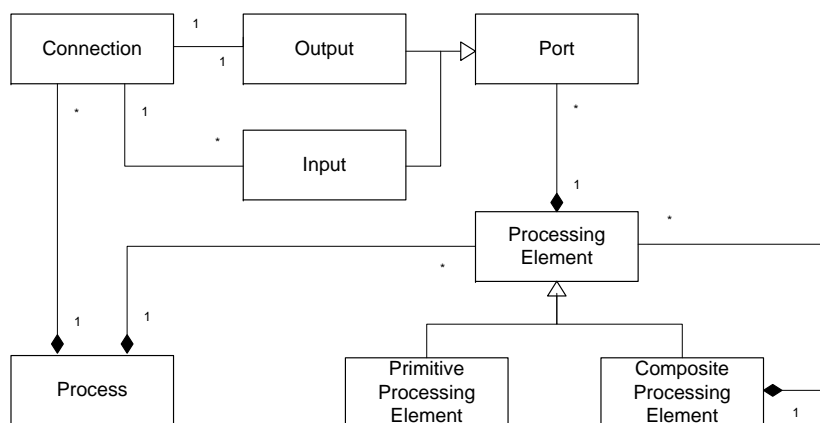 1
Connection
Output
Port
1
*
1
*
*
Input
1
Processing
Element
*
*
1
1
Process
Primitive
Processing
Element
Composite
Processing
Element
1